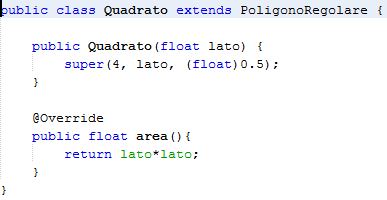 public class Quadrato extends PoligonoRegolare {
public Quadrato(float lato) {
super(4, lato, (float)0.5);
}
@Override
public float area(){
return lato*lato;
}
}